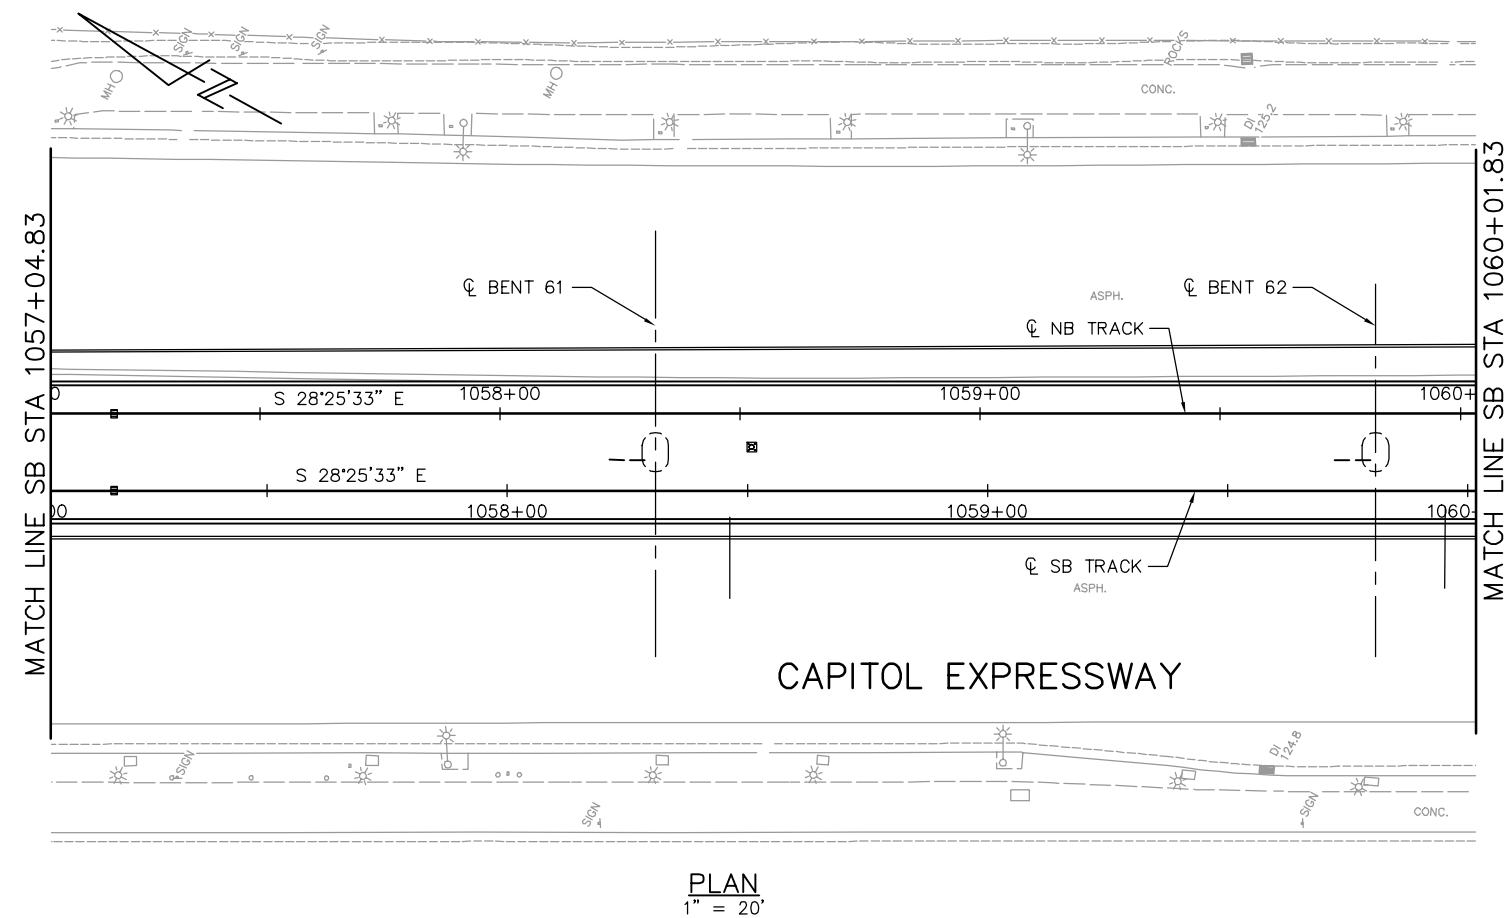 SIGN
SIGN
SIGN
ROCKS
MH
MH
CONC.
DI
125.2
MATCH LINE SB STA 1057+04.83
MATCH LINE SB STA 1060+01.83
℄ BENT 61
℄ BENT 62
ASPH.
℄ NB TRACK
0
S 28°25'33" E
1058+00
1059+00
1060+
S 28°25'33" E
00
1058+00
1059+00
1060-
℄ SB TRACK
ASPH.
CAPITOL EXPRESSWAY
DI
124.8
SIGN
SIGN
SIGN
CONC.
PLAN
1" = 20'